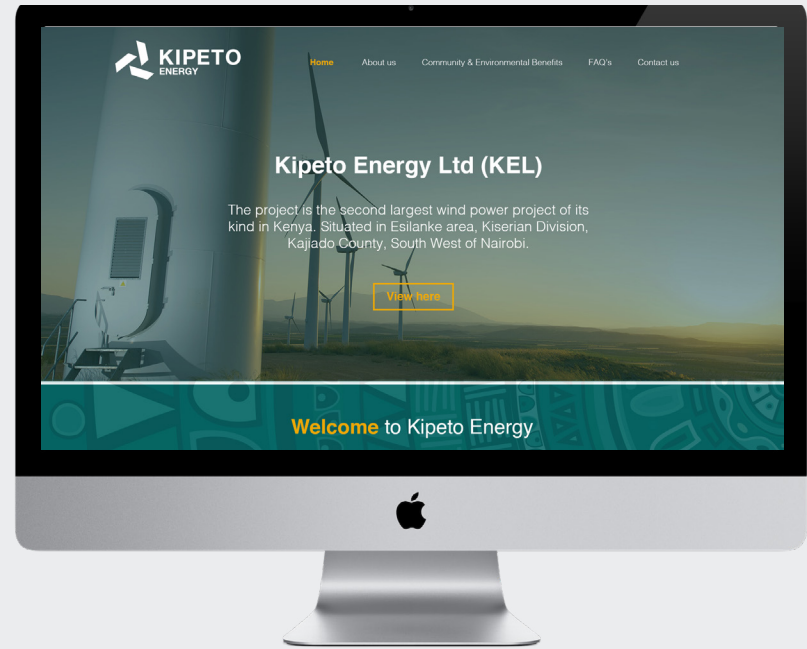 KIPETO
ENERGY
Home About us Community & Environmental Benefits FAQ's Contact us
Kipeto Energy Ltd (KEL)
The project is the second largest wind power project of its
kind in Kenya. Situated in Esilanke area, Kiserian Division,
Kajiado County, South West of Nairobi.
View here
Welcome to Kipeto Energy